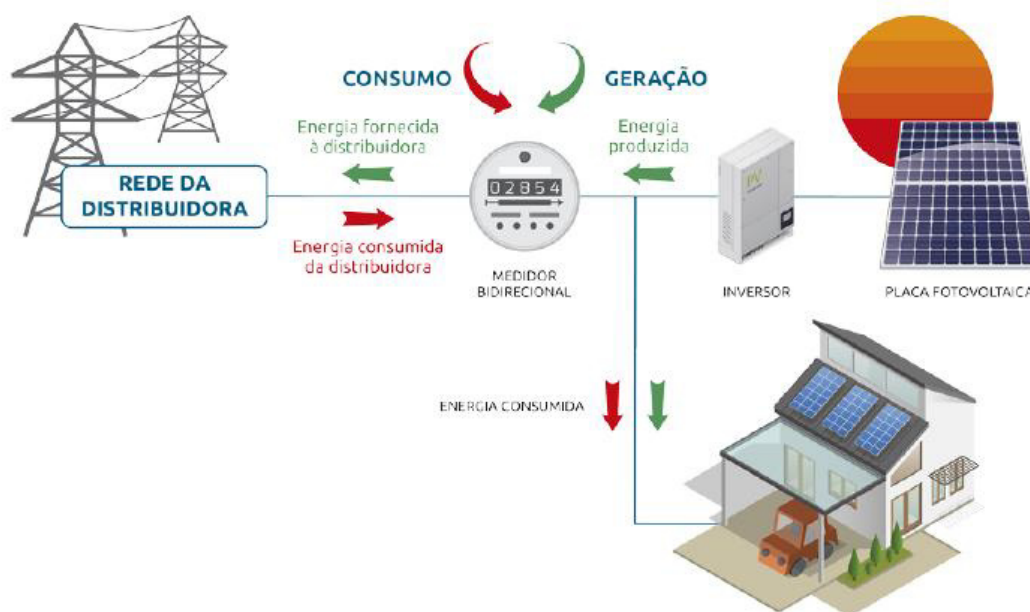 CONSUMO
GERAÇÃO
Energia fornecida
à distribuidora
Energia
produzida
REDE DA
DISTRIBUIDORA
02854
Energia consumida
da distribuidora
MEDIDOR
BIDIRECIONAL
PV
INVERSOR
PLACA FOTOVOLTAICA
ENERGIA CONSUMIDA